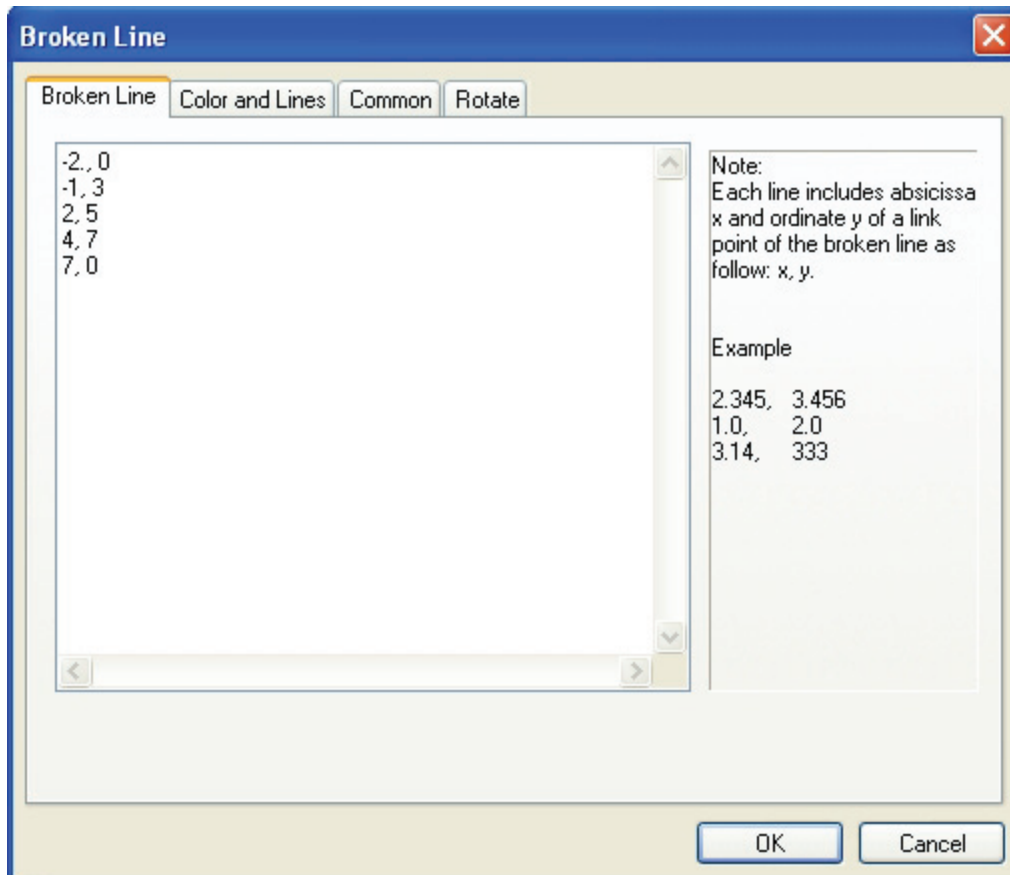 Broken Line
Broken Line Color and Lines Common Rotate
-2., 0
-1, 3
2, 5
4, 7
7, 0
Note:
Each line includes absicissa
x and ordinate y of a link
point of the broken line as
follow: x, y.
Example
2.345, 3.456
1.0, 2.0
3.14, 333
OK Cancel